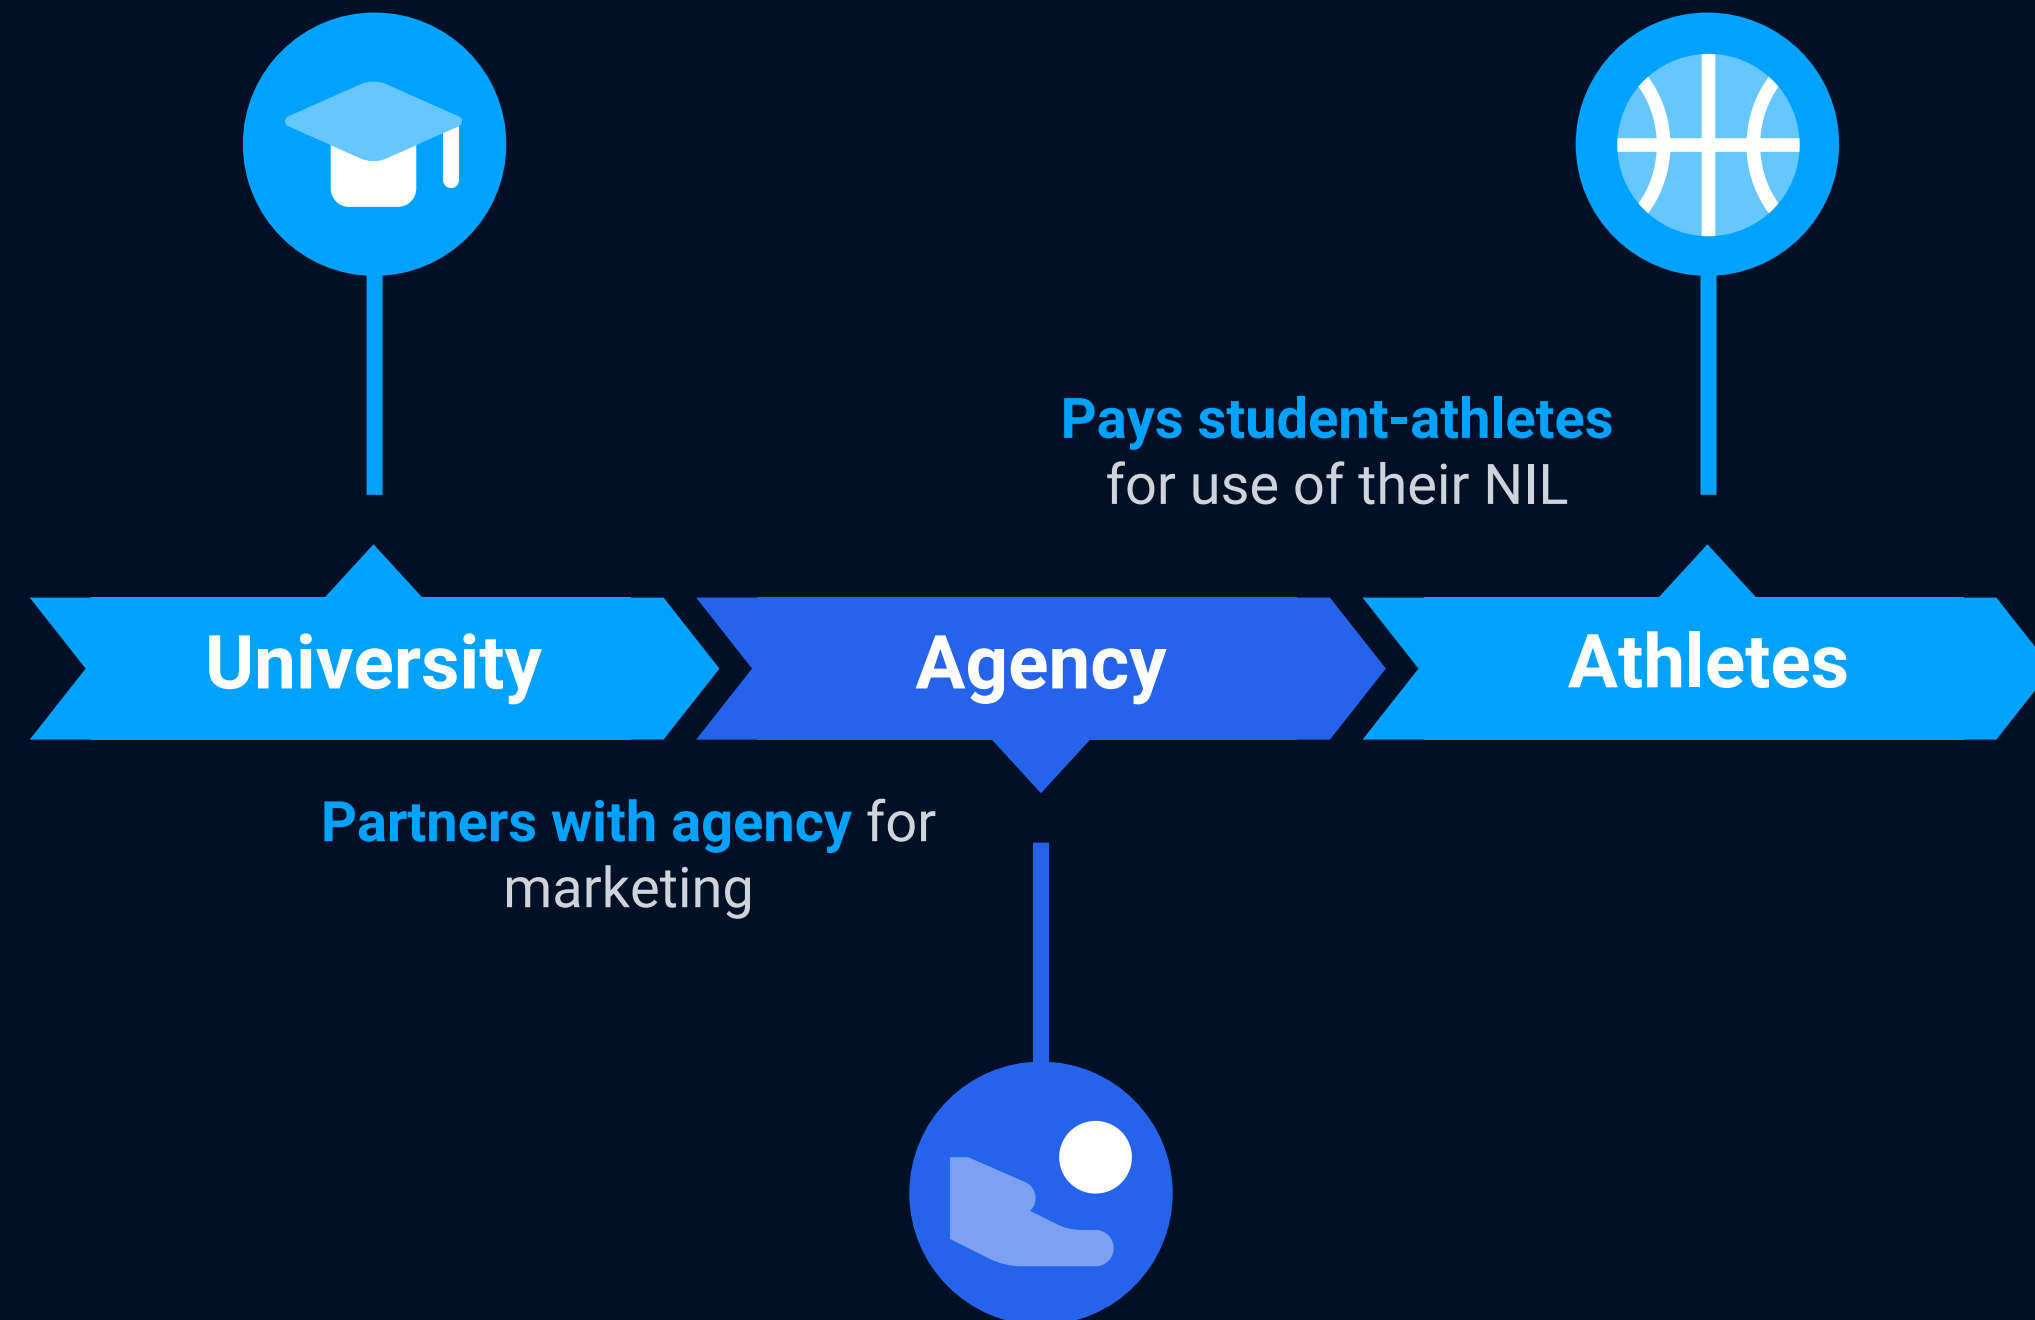 Pays student-athletes
for use of their NIL
University
Agency
Athletes
Partners with agency for
marketing